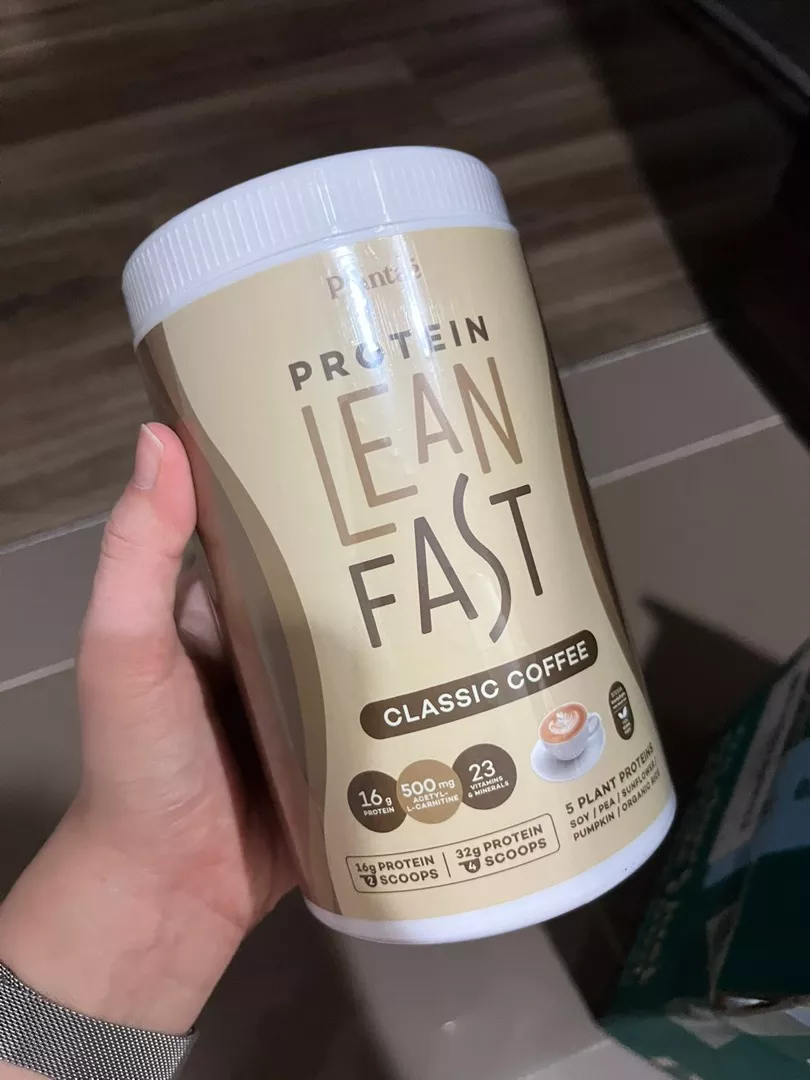 Plantae
PROTEIN
LEAN
FAST
CLASSIC COFFEE
16g
PROTEIN
500mg
ACETYL-
L-CARNITINE
23
VITAMINS
& MINERALS
5 PLANT PROTEINS
SOY / PEA / SUNFLOWER /
PUMPKIN / ORGANIC RICE
16g PROTEIN
2 SCOOPS
32g PROTEIN
4 SCOOPS